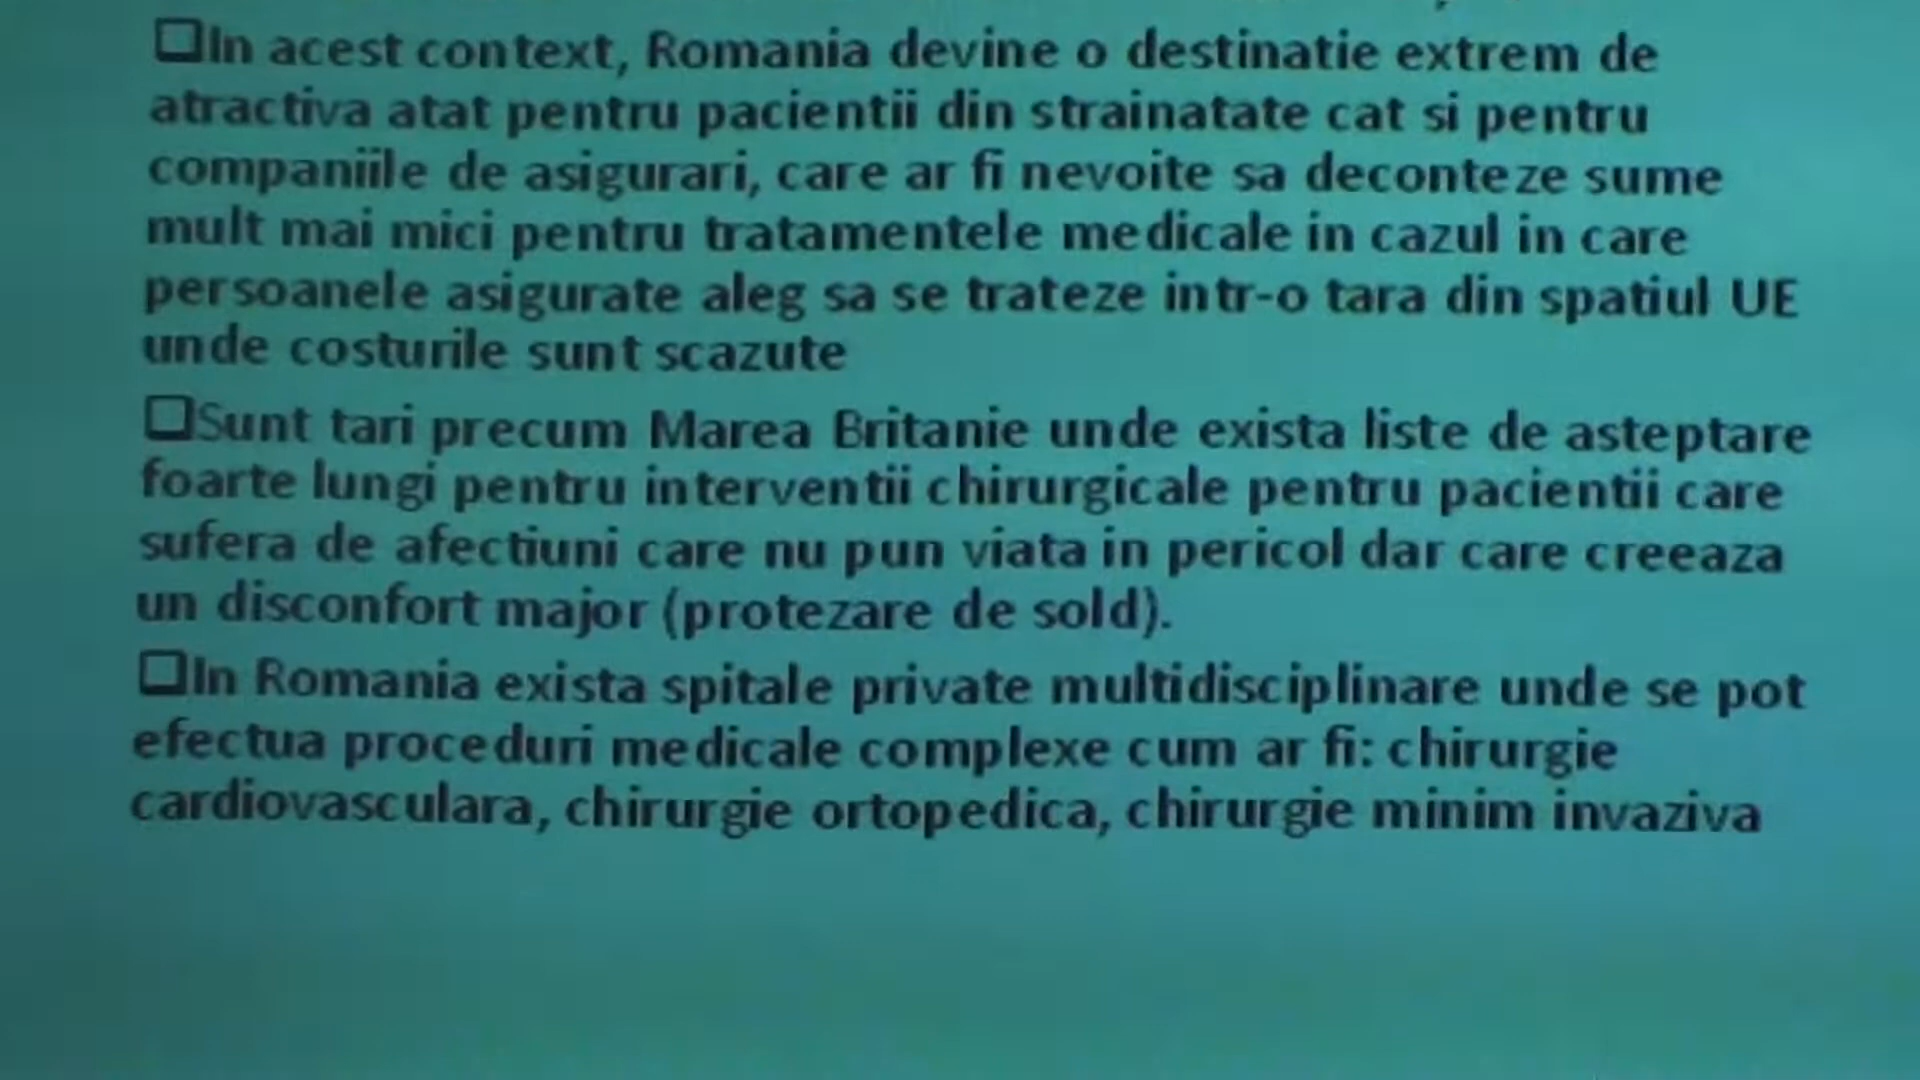 ❑In acest context, Romania devine o destinatie extrem de
atractiva atat pentru pacientii din strainatate cat si pentru
companiile de asigurari, care ar fi nevoite sa deconteze sume
mult mai mici pentru tratamentele medicale in cazul in care
persoanele asigurate aleg sa se trateze intr-o tara din spatiul UE
unde costurile sunt scazute
❑Sunt tari precum Marea Britanie unde exista liste de asteptare
foarte lungi pentru interventii chirurgicale pentru pacientii care
sufera de afectiuni care nu pun viata in pericol dar care creeaza
un disconfort major (protezare de sold).
❑In Romania exista spitale private multidisciplinare unde se pot
efectua proceduri medicale complexe cum ar fi: chirurgie
cardiovasculara, chirurgie ortopedica, chirurgie minim invaziva